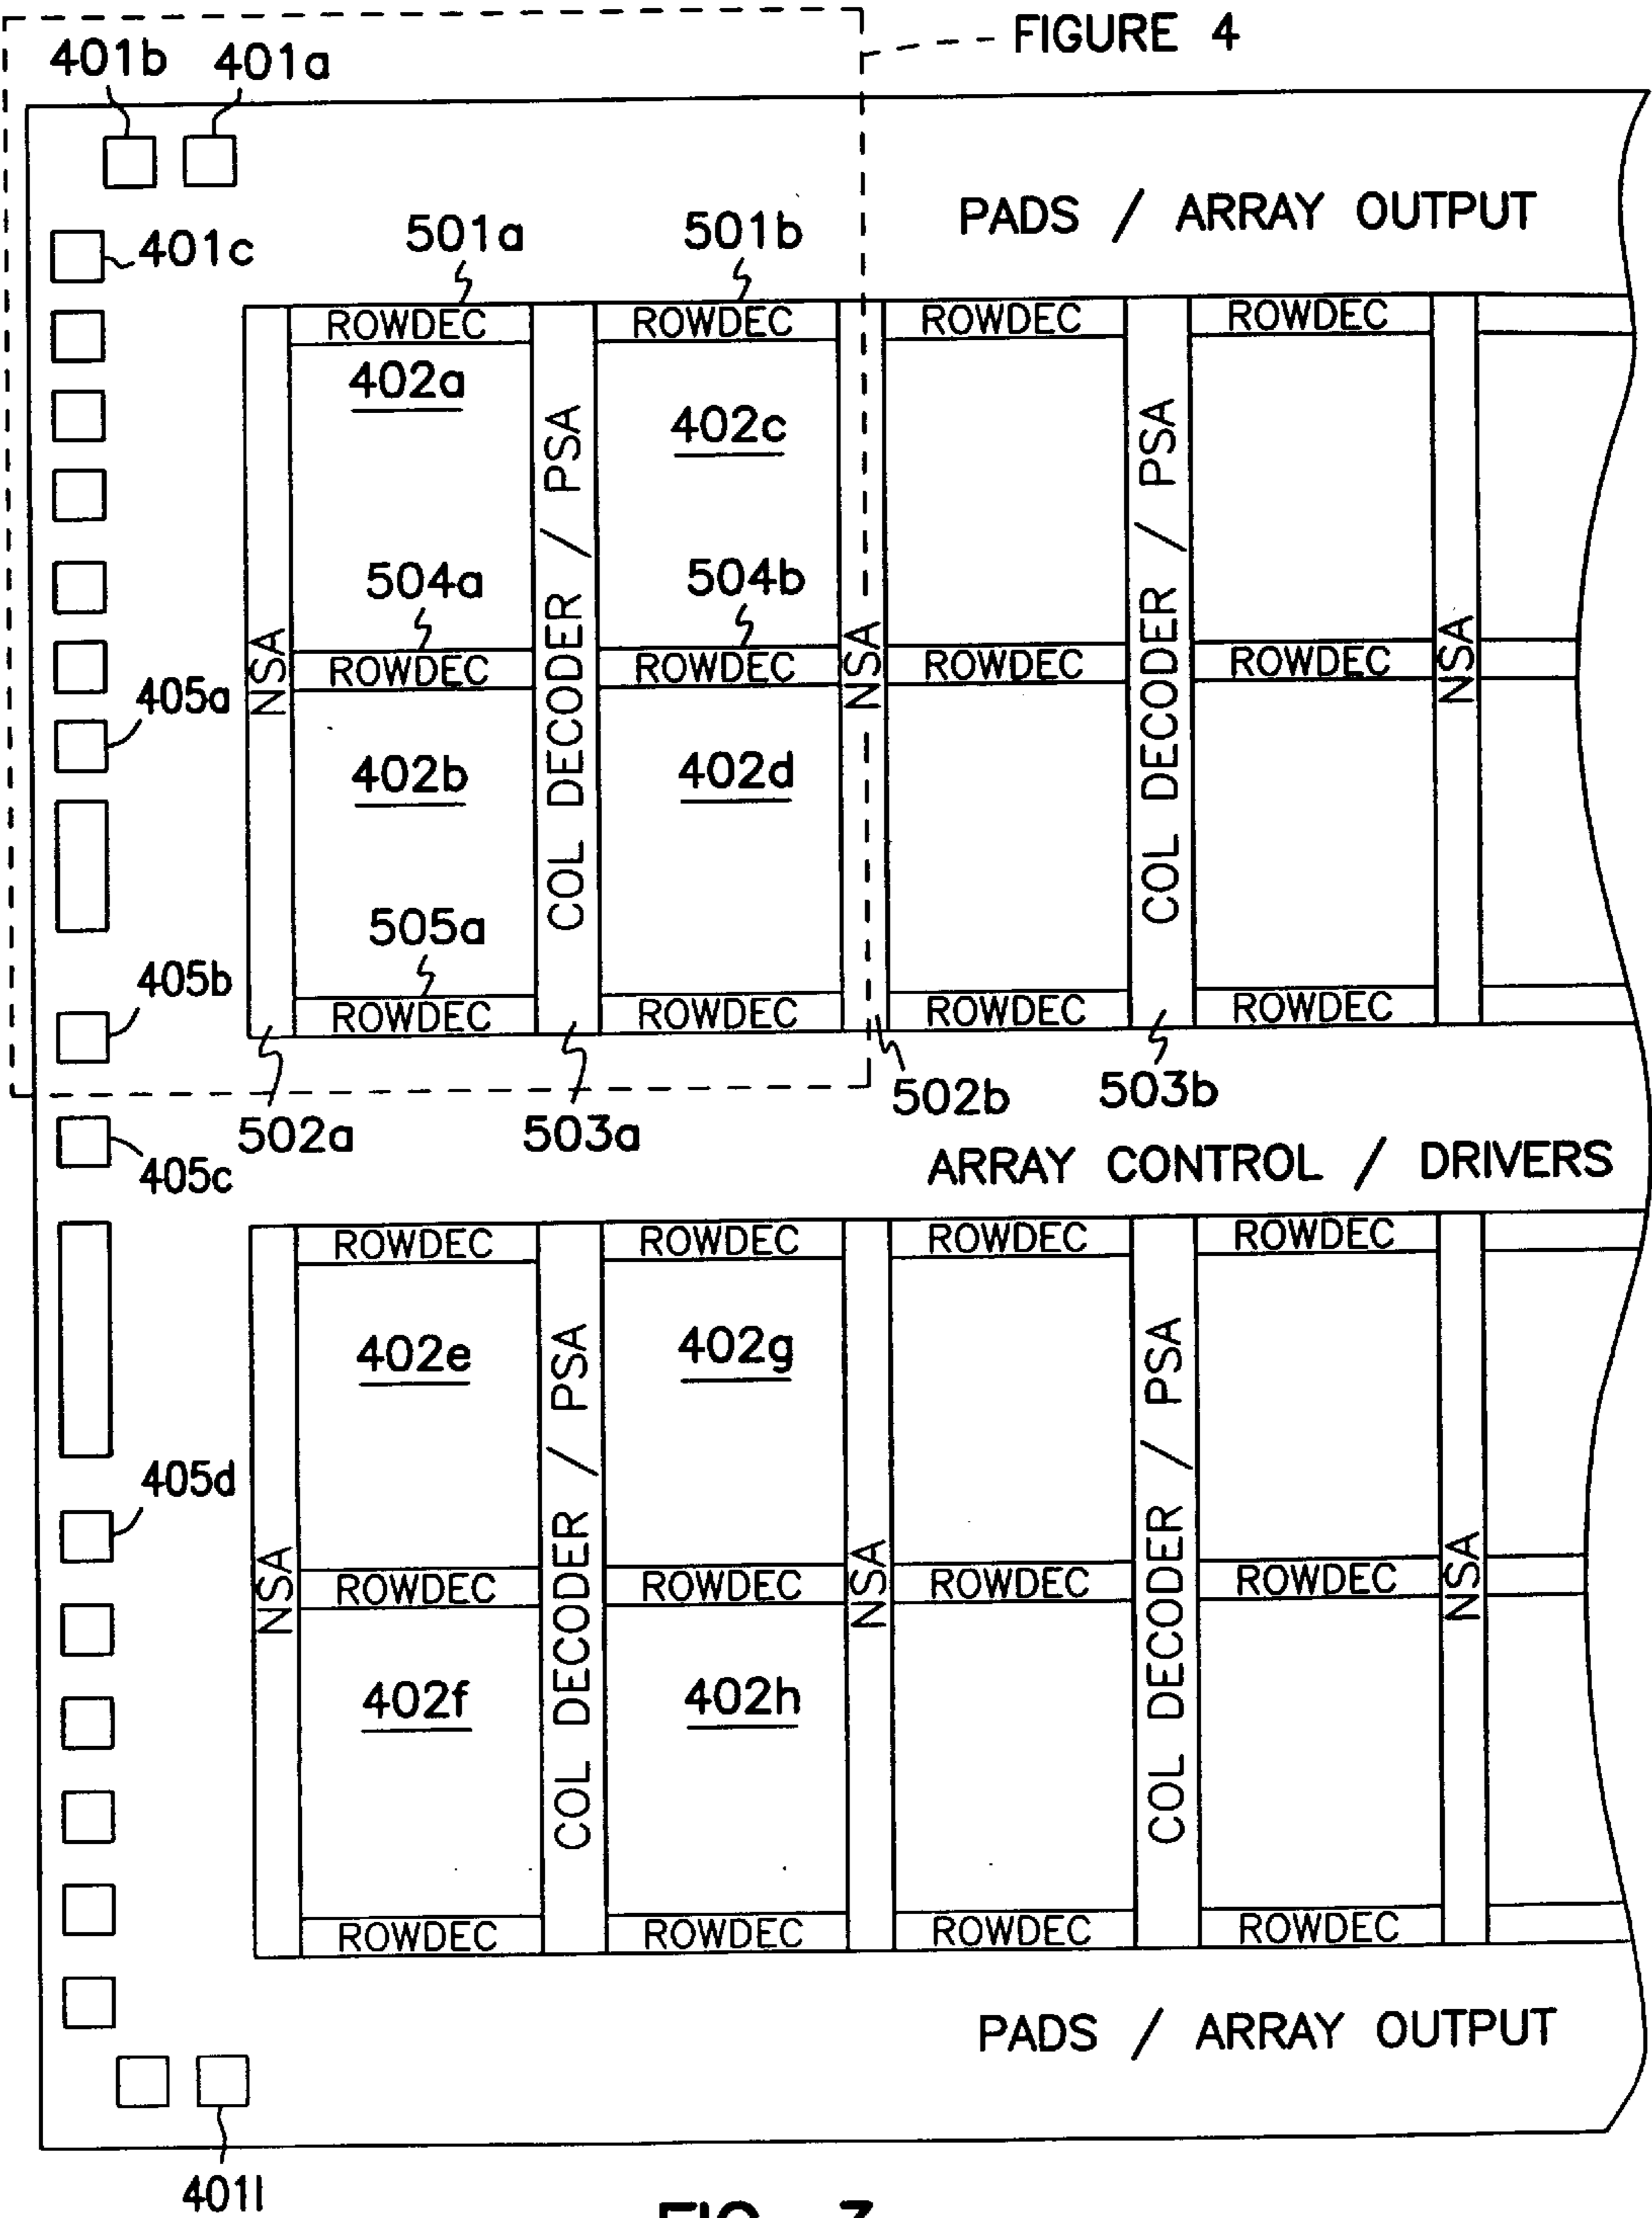 FIGURE 4
401b 401a
PADS / ARRAY OUTPUT
401c
501a 501b
ROWDEC ROWDEC ROWDEC ROWDEC
402a
402c
COL DECODER / PSA
COL DECODER / PSA
504a 504b
NSA
NSA
NSA
ROWDEC ROWDEC ROWDEC ROWDEC
405a
402b 402d
505a
405b
ROWDEC ROWDEC ROWDEC ROWDEC
502a 503a 502b 503b
405c
ARRAY CONTROL / DRIVERS
ROWDEC ROWDEC ROWDEC ROWDEC
402e 402g
COL DECODER / PSA
COL DECODER / PSA
405d
NSA
NSA
NSA
ROWDEC ROWDEC ROWDEC ROWDEC
402f 402h
ROWDEC ROWDEC ROWDEC ROWDEC
PADS / ARRAY OUTPUT
401l